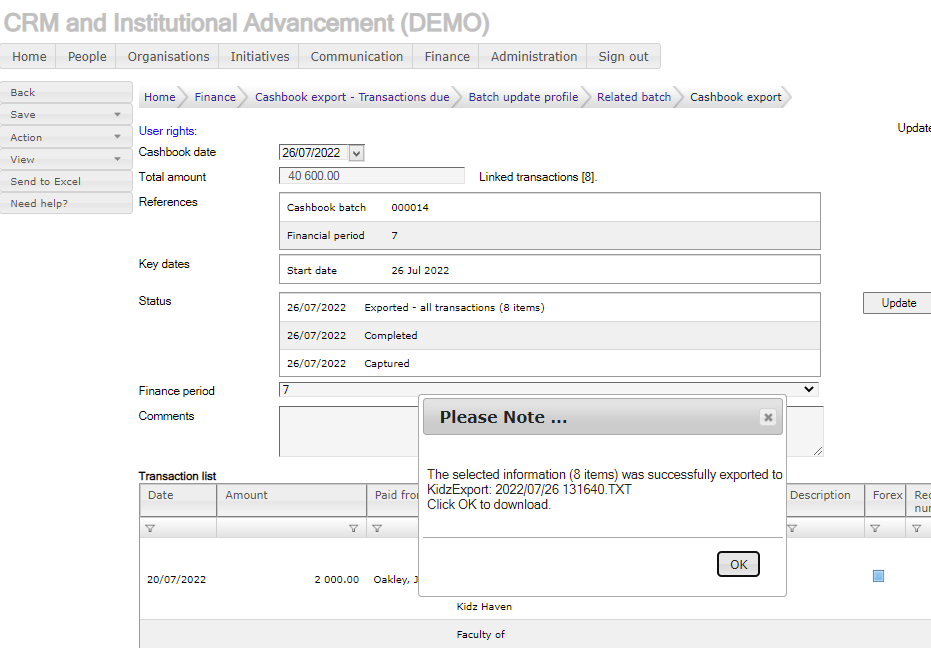 CRM and Institutional Advancement (DEMO)
Home People Organisations Initiatives Communication Finance Administration Sign out
Back
Save
Action
View
Send to Excel
Need help?
Home Finance Cashbook export - Transactions due Batch update profile Related batch Cashbook export
User rights:
Update
Cashbook date 26/07/2022
Total amount 40 600.00 Linked transactions [8].
References
Cashbook batch 000014
Financial period 7
Key dates
Start date 26 Jul 2022
Status
26/07/2022 Exported - all transactions (8 items)
Update
26/07/2022 Completed
26/07/2022 Captured
Finance period 7
Comments
Please Note ...
The selected information (8 items) was successfully exported to
KidzExport: 2022/07/26 131640.TXT
Click OK to download.
OK
Transaction list
Date Amount Paid fro Description Forex Rec
nur
20/07/2022 2 000.00 Oakley, J
Kidz Haven
Faculty of